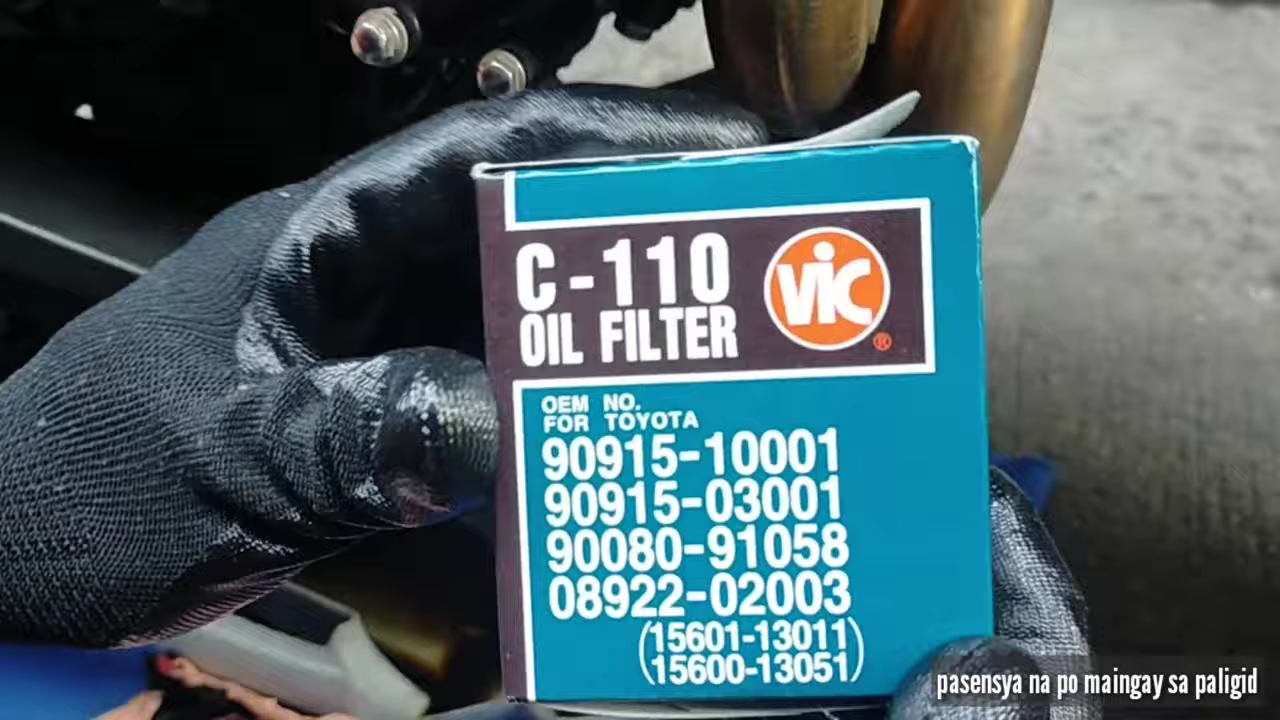 C-110
OIL FILTER
ViC
®
OEM NO.
FOR TOYOTA
90915-10001
90915-03001
90080-91058
08922-02003
(15601-13011)
(15600-13051)
pasensya na po maingay sa paligid